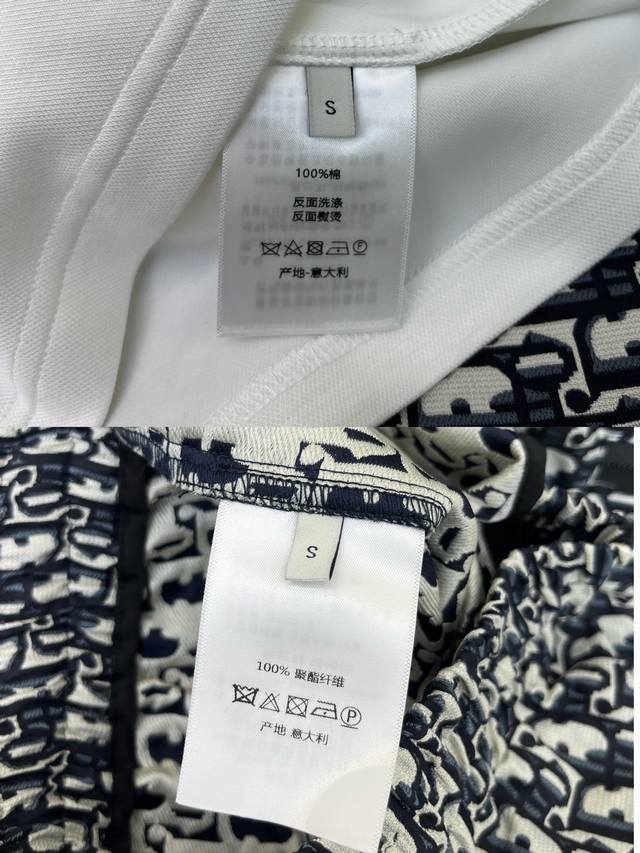 S
100%棉
反面洗涤
反面熨烫
产地-意大利
S
100% 聚酯纤维
产地 意大利